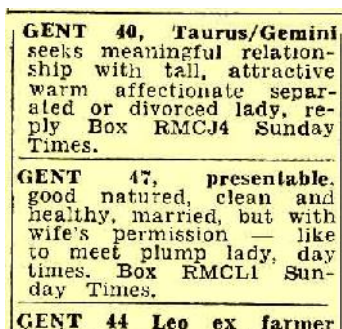 GENT 40, Taurus/Gemini
seeks meaningful relation-
ship with tall, attractive
warm affectionate separ-
ated or divorced lady, re-
ply Box RMCJ4 Sunday
Times.
GENT 47, presentable,
good natured, clean and
healthy, married, but with
wife's permission — like
to meet plump lady, day
times. Box RMCL1 Sun-
day Times.
GENT 44 Leo ex farmer